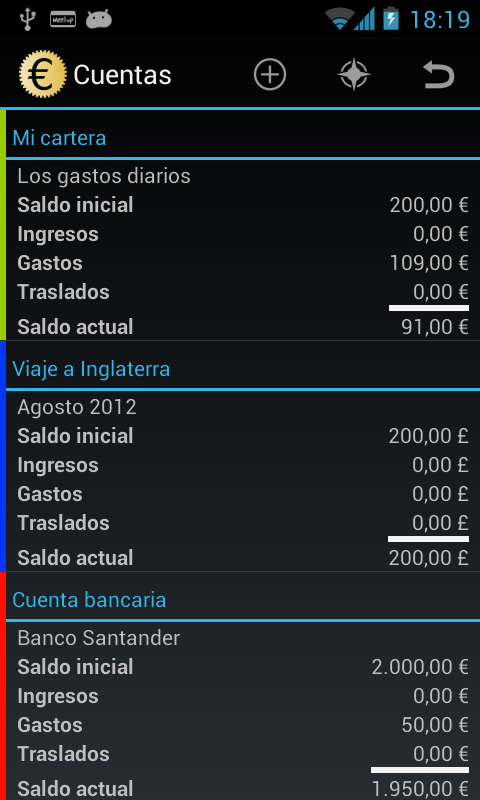 18:19
€ Cuentas
Mi cartera
Los gastos diarios
Saldo inicial 200,00 €
Ingresos 0,00 €
Gastos 109,00 €
Traslados 0,00 €
Saldo actual 91,00 €
Viaje a Inglaterra
Agosto 2012
Saldo inicial 200,00 £
Ingresos 0,00 £
Gastos 0,00 £
Traslados 0,00 £
Saldo actual 200,00 £
Cuenta bancaria
Banco Santander
Saldo inicial 2.000,00 €
Ingresos 0,00 €
Gastos 50,00 €
Traslados 0,00 €
Saldo actual 1.950,00 €